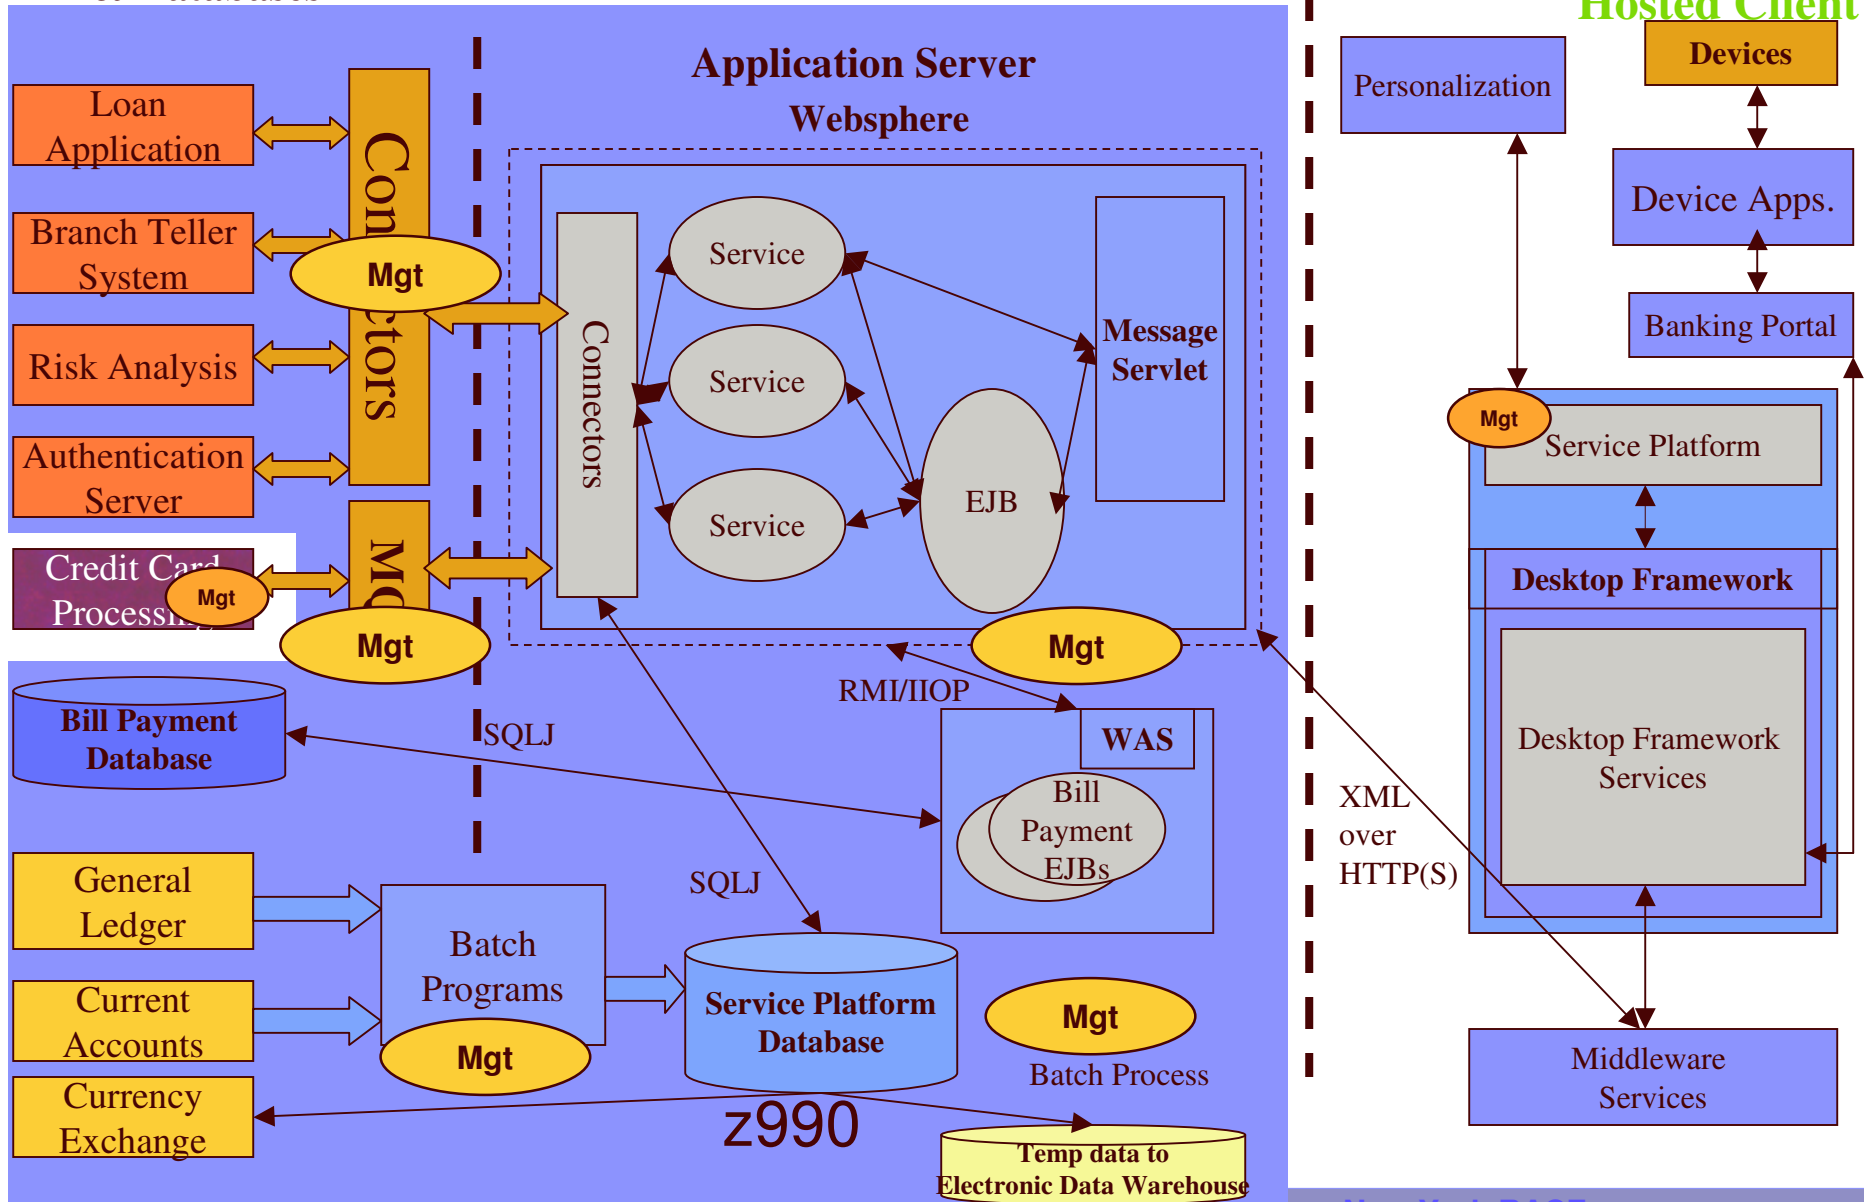 Hosted Client
Application Server
Websphere
Loan
Application
Branch Teller
System
Risk Analysis
Authentication
Server
Credit Card
Processing
Mgt
Mgt
MQ
Mgt
Connectors
Service
Service
Service
EJB
Message
Servlet
Mgt
RMI/IIOP
SQLJ
SQLJ
Bill Payment
Database
WAS
Bill
Payment
EJBs
General
Ledger
Current
Accounts
Currency
Exchange
Batch
Programs
Mgt
Service Platform
Database
z990
Mgt
Batch Process
Temp data to
Electronic Data Warehouse
Personalization
Devices
Device Apps.
Banking Portal
Mgt
Service Platform
Desktop Framework
Desktop Framework
Services
XML
over
HTTP(S)
Middleware
Services